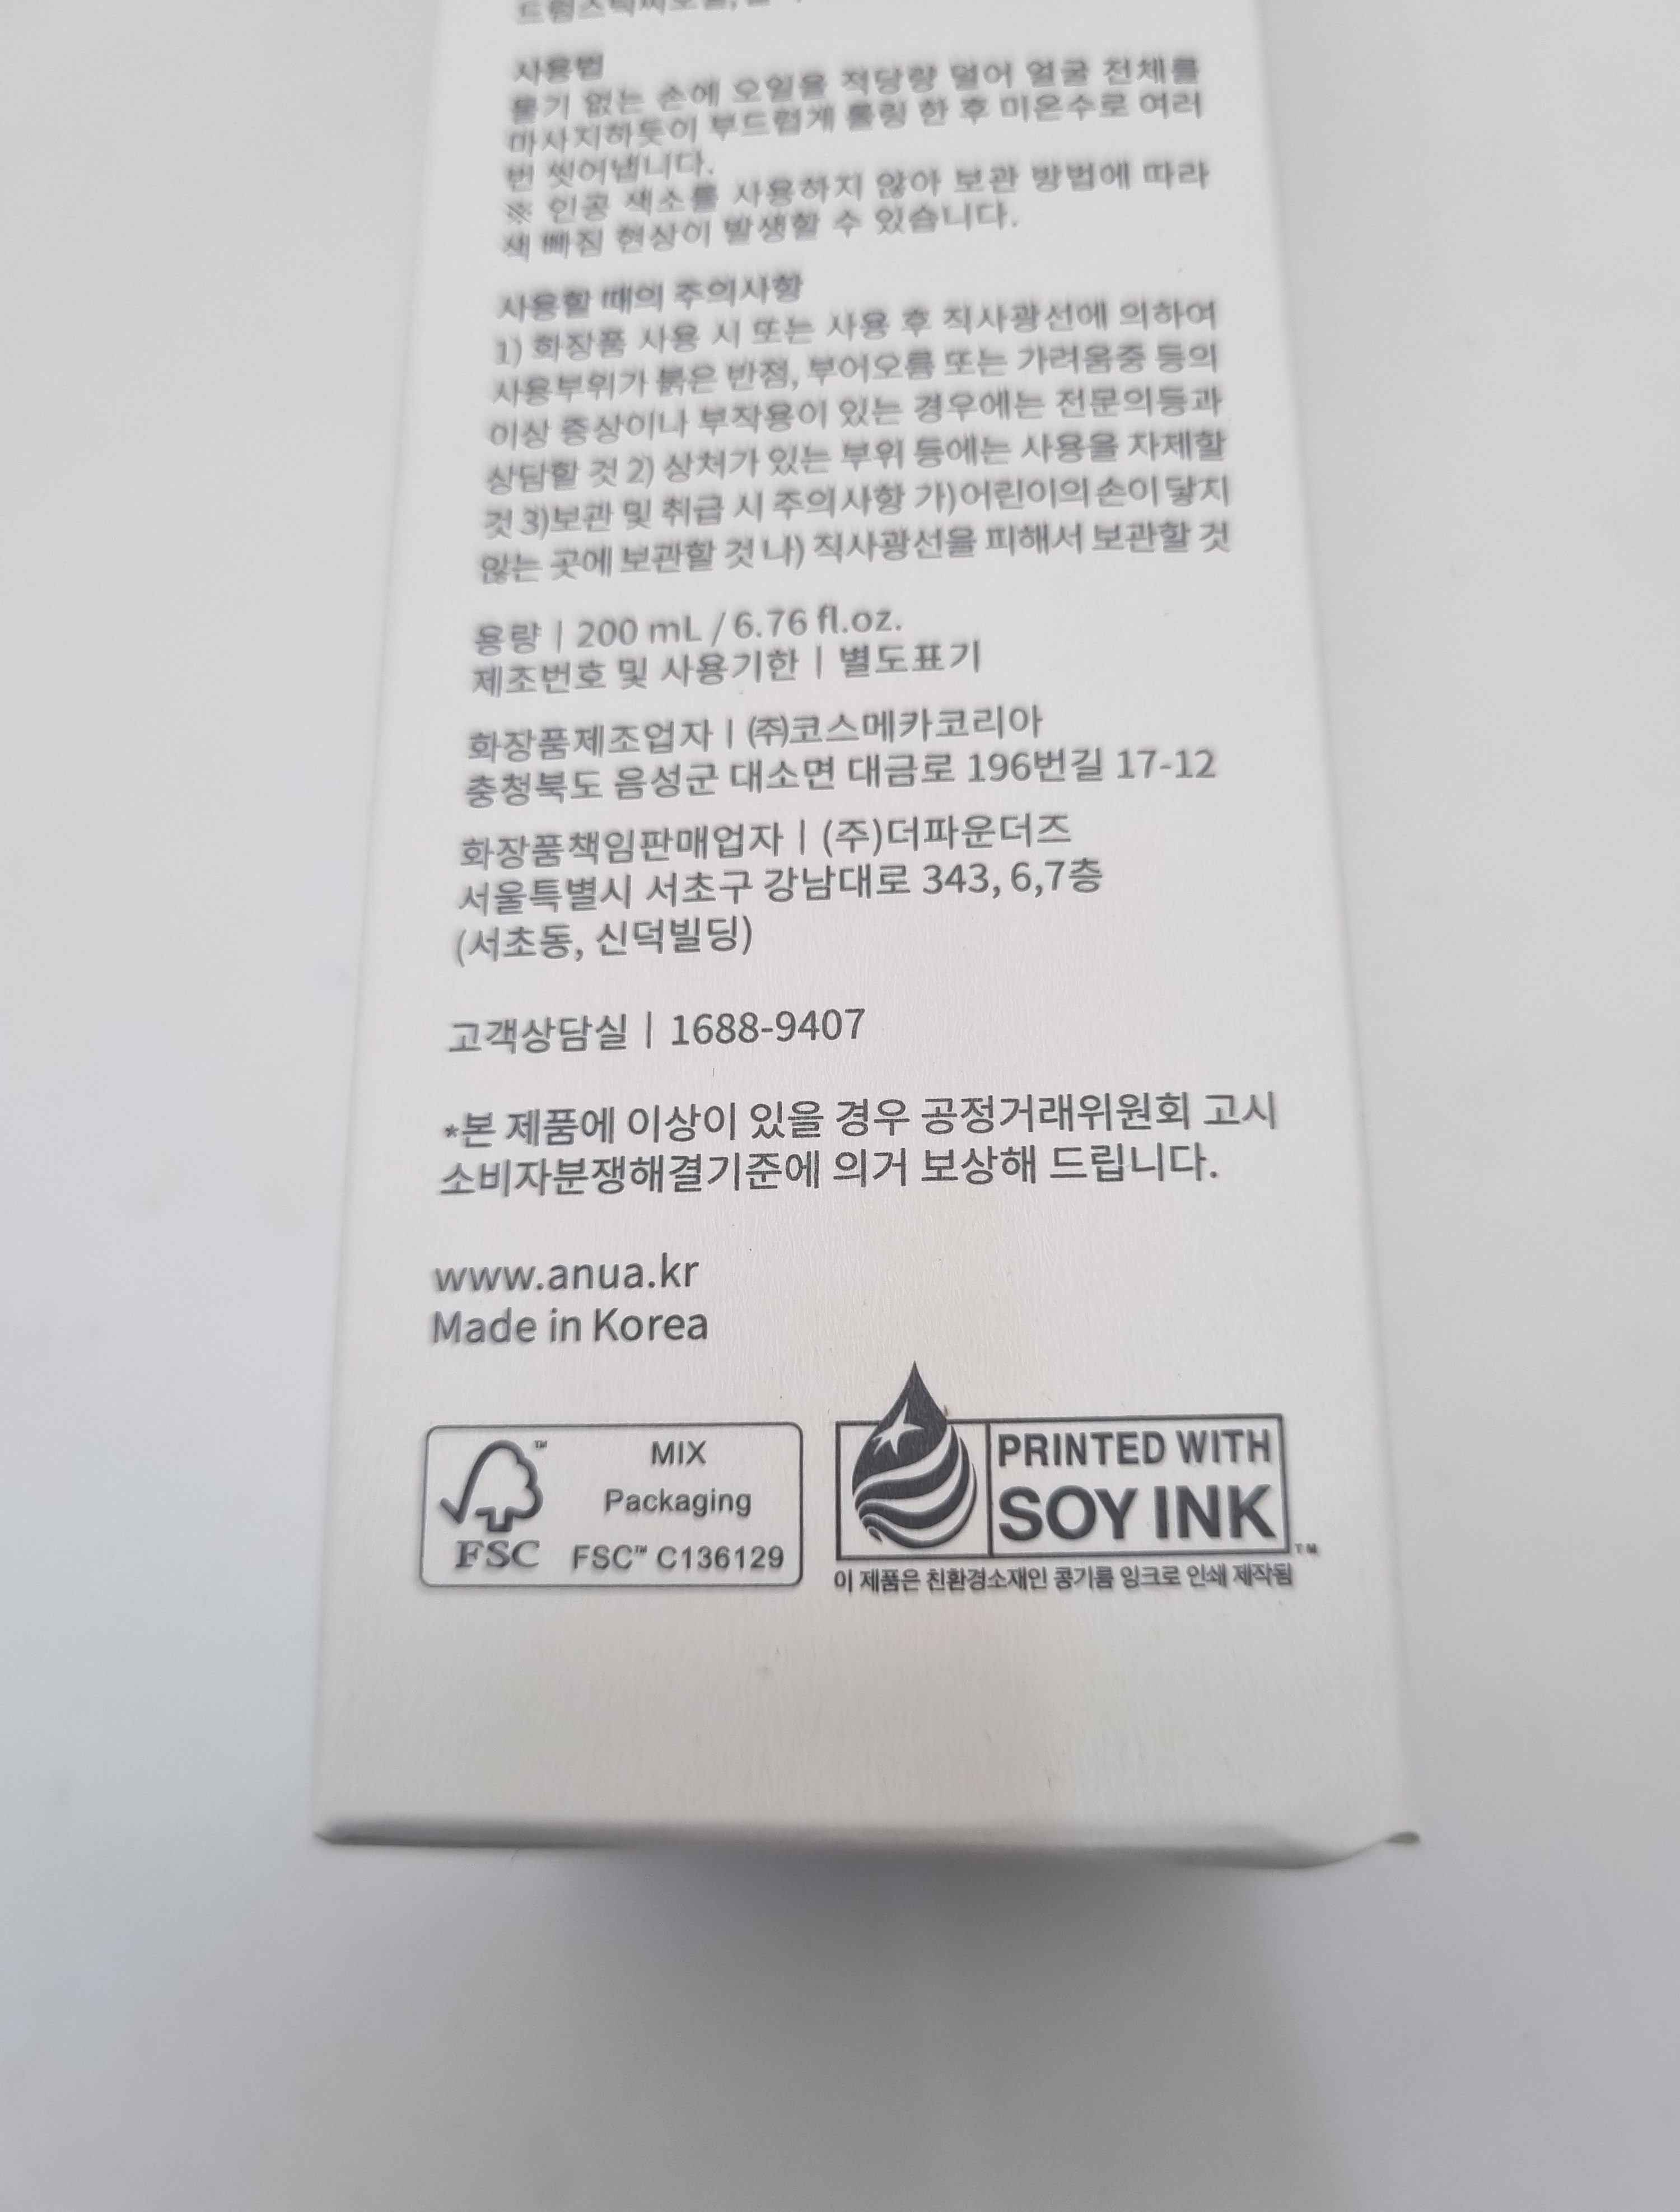 사용법
물기 없는 손에 오일을 적당량 덜어 얼굴 전체를
마사지하듯이 부드럽게 롤링 한 후 미온수로 여러
번 씻어냅니다.
※ 인공 색소를 사용하지 않아 보관 방법에 따라
색 빠짐 현상이 발생할 수 있습니다.
사용할 때의 주의사항
1) 화장품 사용 시 또는 사용 후 직사광선에 의하여
사용부위가 붉은 반점, 부어오름 또는 가려움증 등의
이상 증상이나 부작용이 있는 경우에는 전문의등과
상담할 것 2) 상처가 있는 부위 등에는 사용을 자제할
것 3)보관 및 취급 시 주의사항 가)어린이의 손이 닿지
않는 곳에 보관할 것 나) 직사광선을 피해서 보관할 것
용량 | 200 mL / 6.76 fl.oz.
제조번호 및 사용기한 | 별도표기
화장품제조업자 | ㈜코스메카코리아
충청북도 음성군 대소면 대금로 196번길 17-12
화장품책임판매업자 | (주)더파운더즈
서울특별시 서초구 강남대로 343, 6,7층
(서초동, 신덕빌딩)
고객상담실 | 1688-9407
*본 제품에 이상이 있을 경우 공정거래위원회 고시
소비자분쟁해결기준에 의거 보상해 드립니다.
www.anua.kr
Made in Korea
MIX
Packaging
FSC
FSC™ C136129
PRINTED WITH
SOY INK
이 제품은 친환경소재인 콩기름 잉크로 인쇄 제작됨